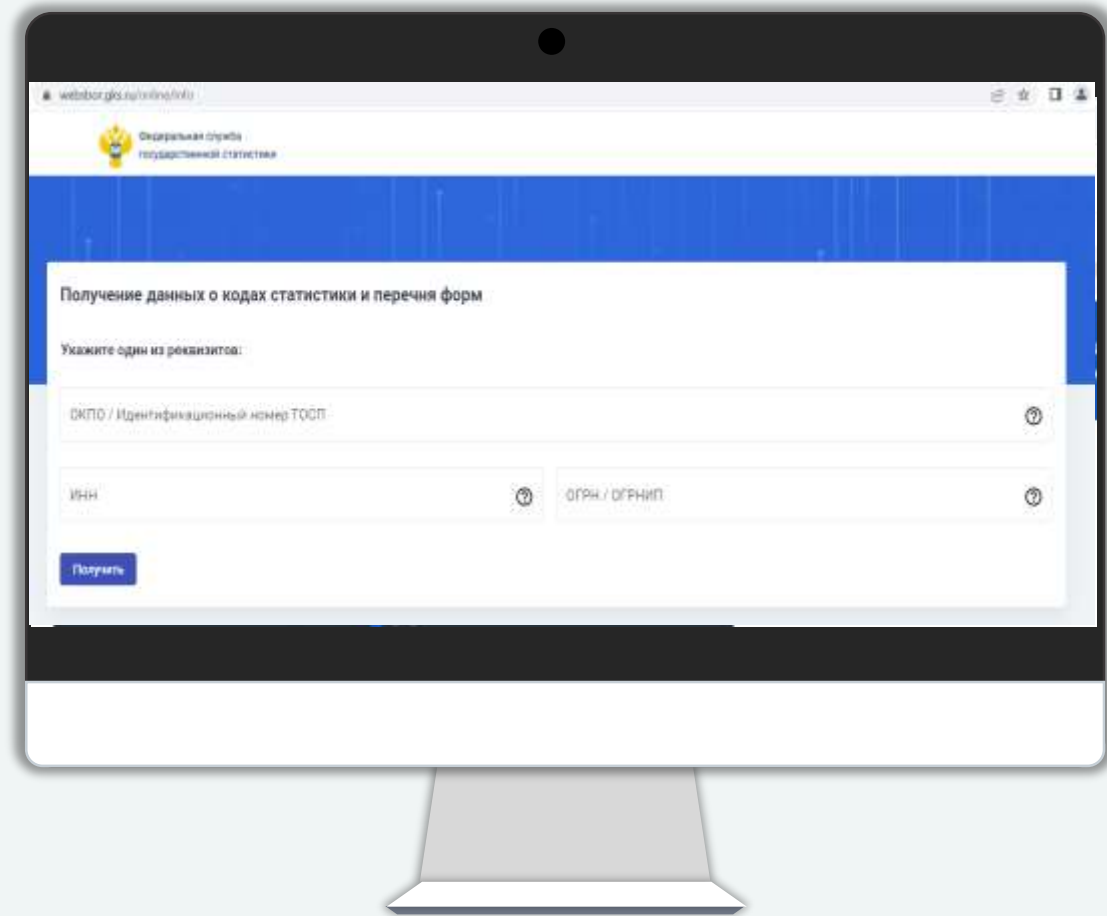 websbor.gks.ru/online/info
Федеральная служба
государственной статистики
Получение данных о кодах статистики и перечня форм
Укажите один из реквизитов:
ОКПО / Идентификационный номер ТОСП
ИНН
ОГРН / ОГРНИП
Получить